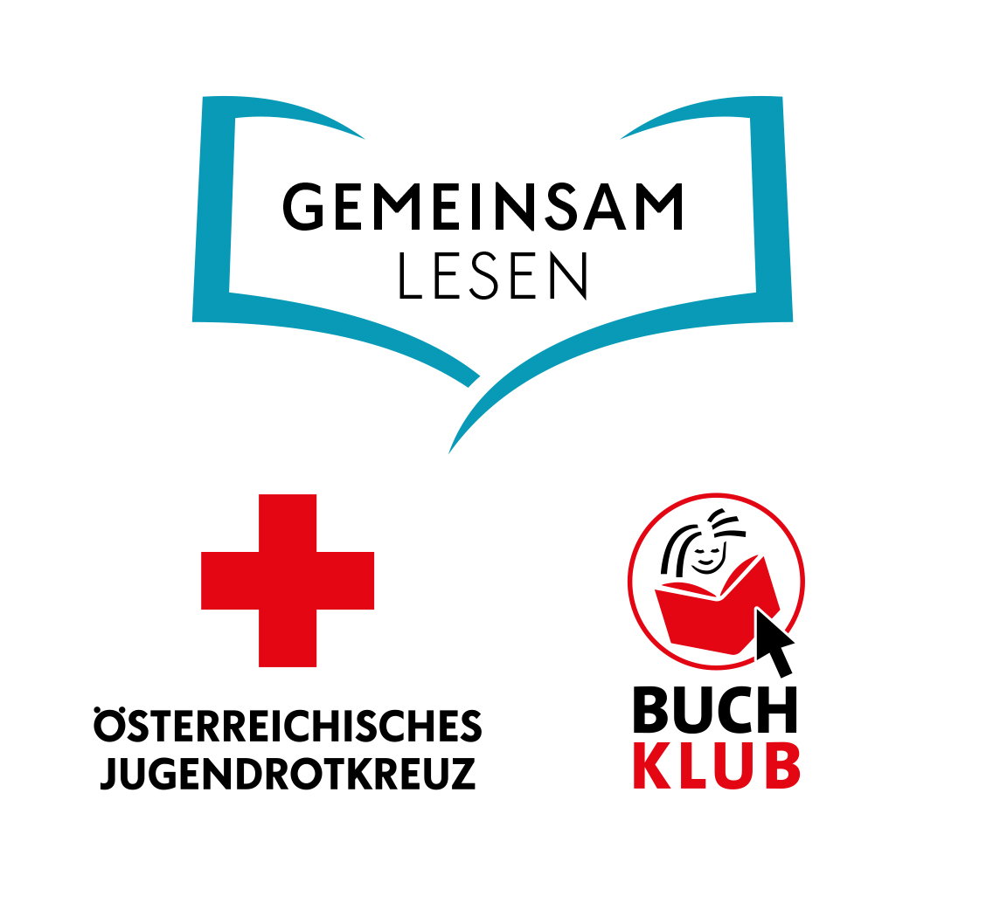 GEMEINSAM
LESEN
ÖSTERREICHISCHES
JUGENDROTKREUZ
BUCH
KLUB